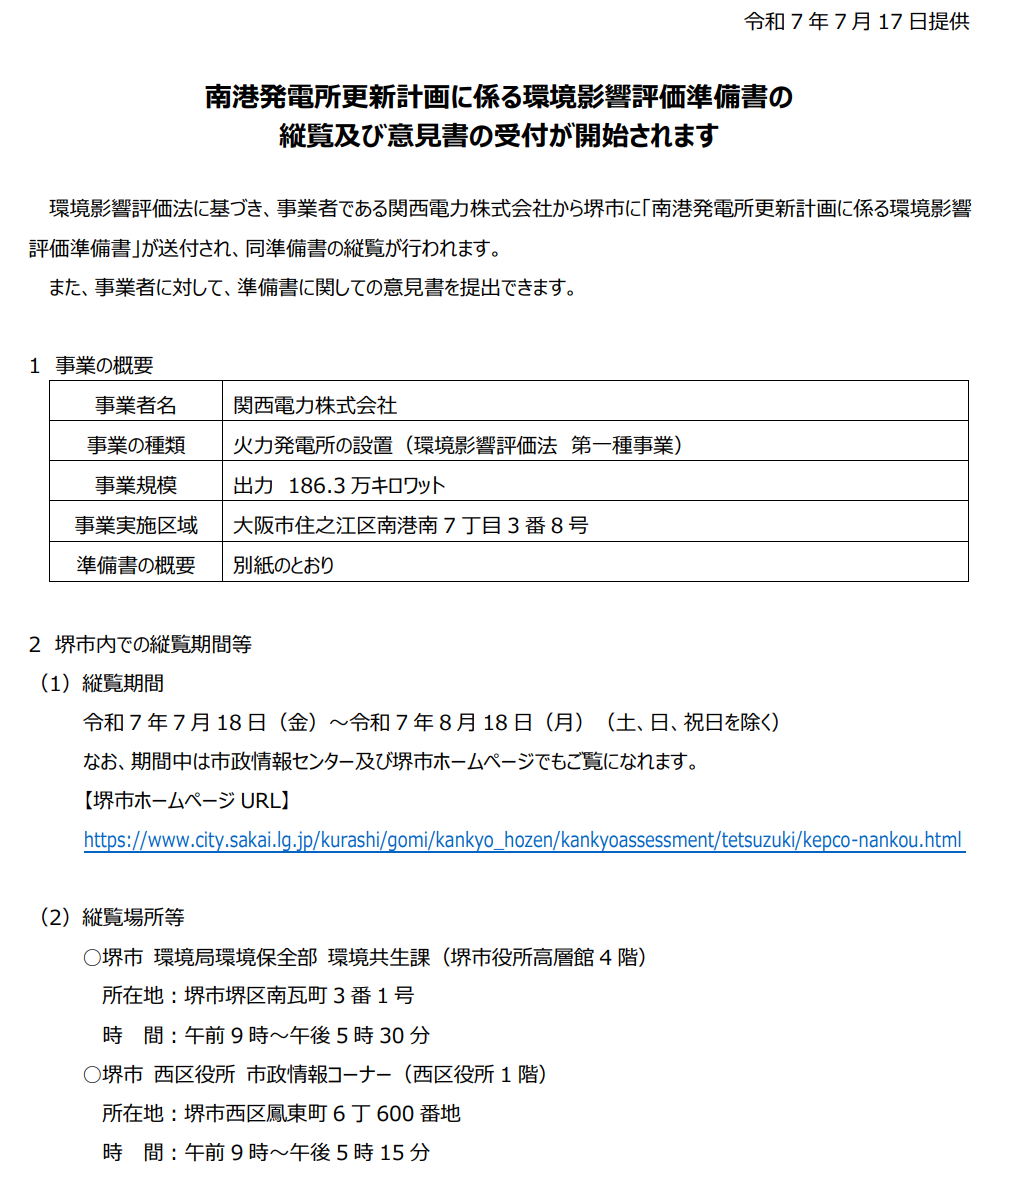 令和７年７月 17 日提供
南港発電所更新計画に係る環境影響評価準備書の
縦覧及び意見書の受付が開始されます
環境影響評価法に基づき、事業者である関西電力株式会社から堺市に「南港発電所更新計画に係る環境影響
評価準備書」が送付され、同準備書の縦覧が行われます。
また、事業者に対して、準備書に関しての意見書を提出できます。
１ 事業の概要
事業者名 関西電力株式会社
事業の種類 火力発電所の設置（環境影響評価法 第一種事業）
事業規模 出力 186.3 万キロワット
事業実施区域 大阪市住之江区南港南７丁目３番８号
準備書の概要 別紙のとおり
２ 堺市内での縦覧期間等
（1）縦覧期間
令和７年７月 18 日（金）～令和７年８月 18 日（月）（土、日、祝日を除く）
なお、期間中は市政情報センター及び堺市ホームページでもご覧になれます。
【堺市ホームページ URL】
https://www.city.sakai.lg.jp/kurashi/gomi/kankyo_hozen/kankyoassessment/tetsuzuki/kepco-nankou.html
（2）縦覧場所等
○堺市 環境局環境保全部 環境共生課（堺市役所高層館４階）
所在地：堺市堺区南瓦町３番１号
時 間：午前９時～午後５時 30 分
○堺市 西区役所 市政情報コーナー（西区役所１階）
所在地：堺市西区鳳東町６丁 600 番地
時 間：午前９時～午後５時 15 分